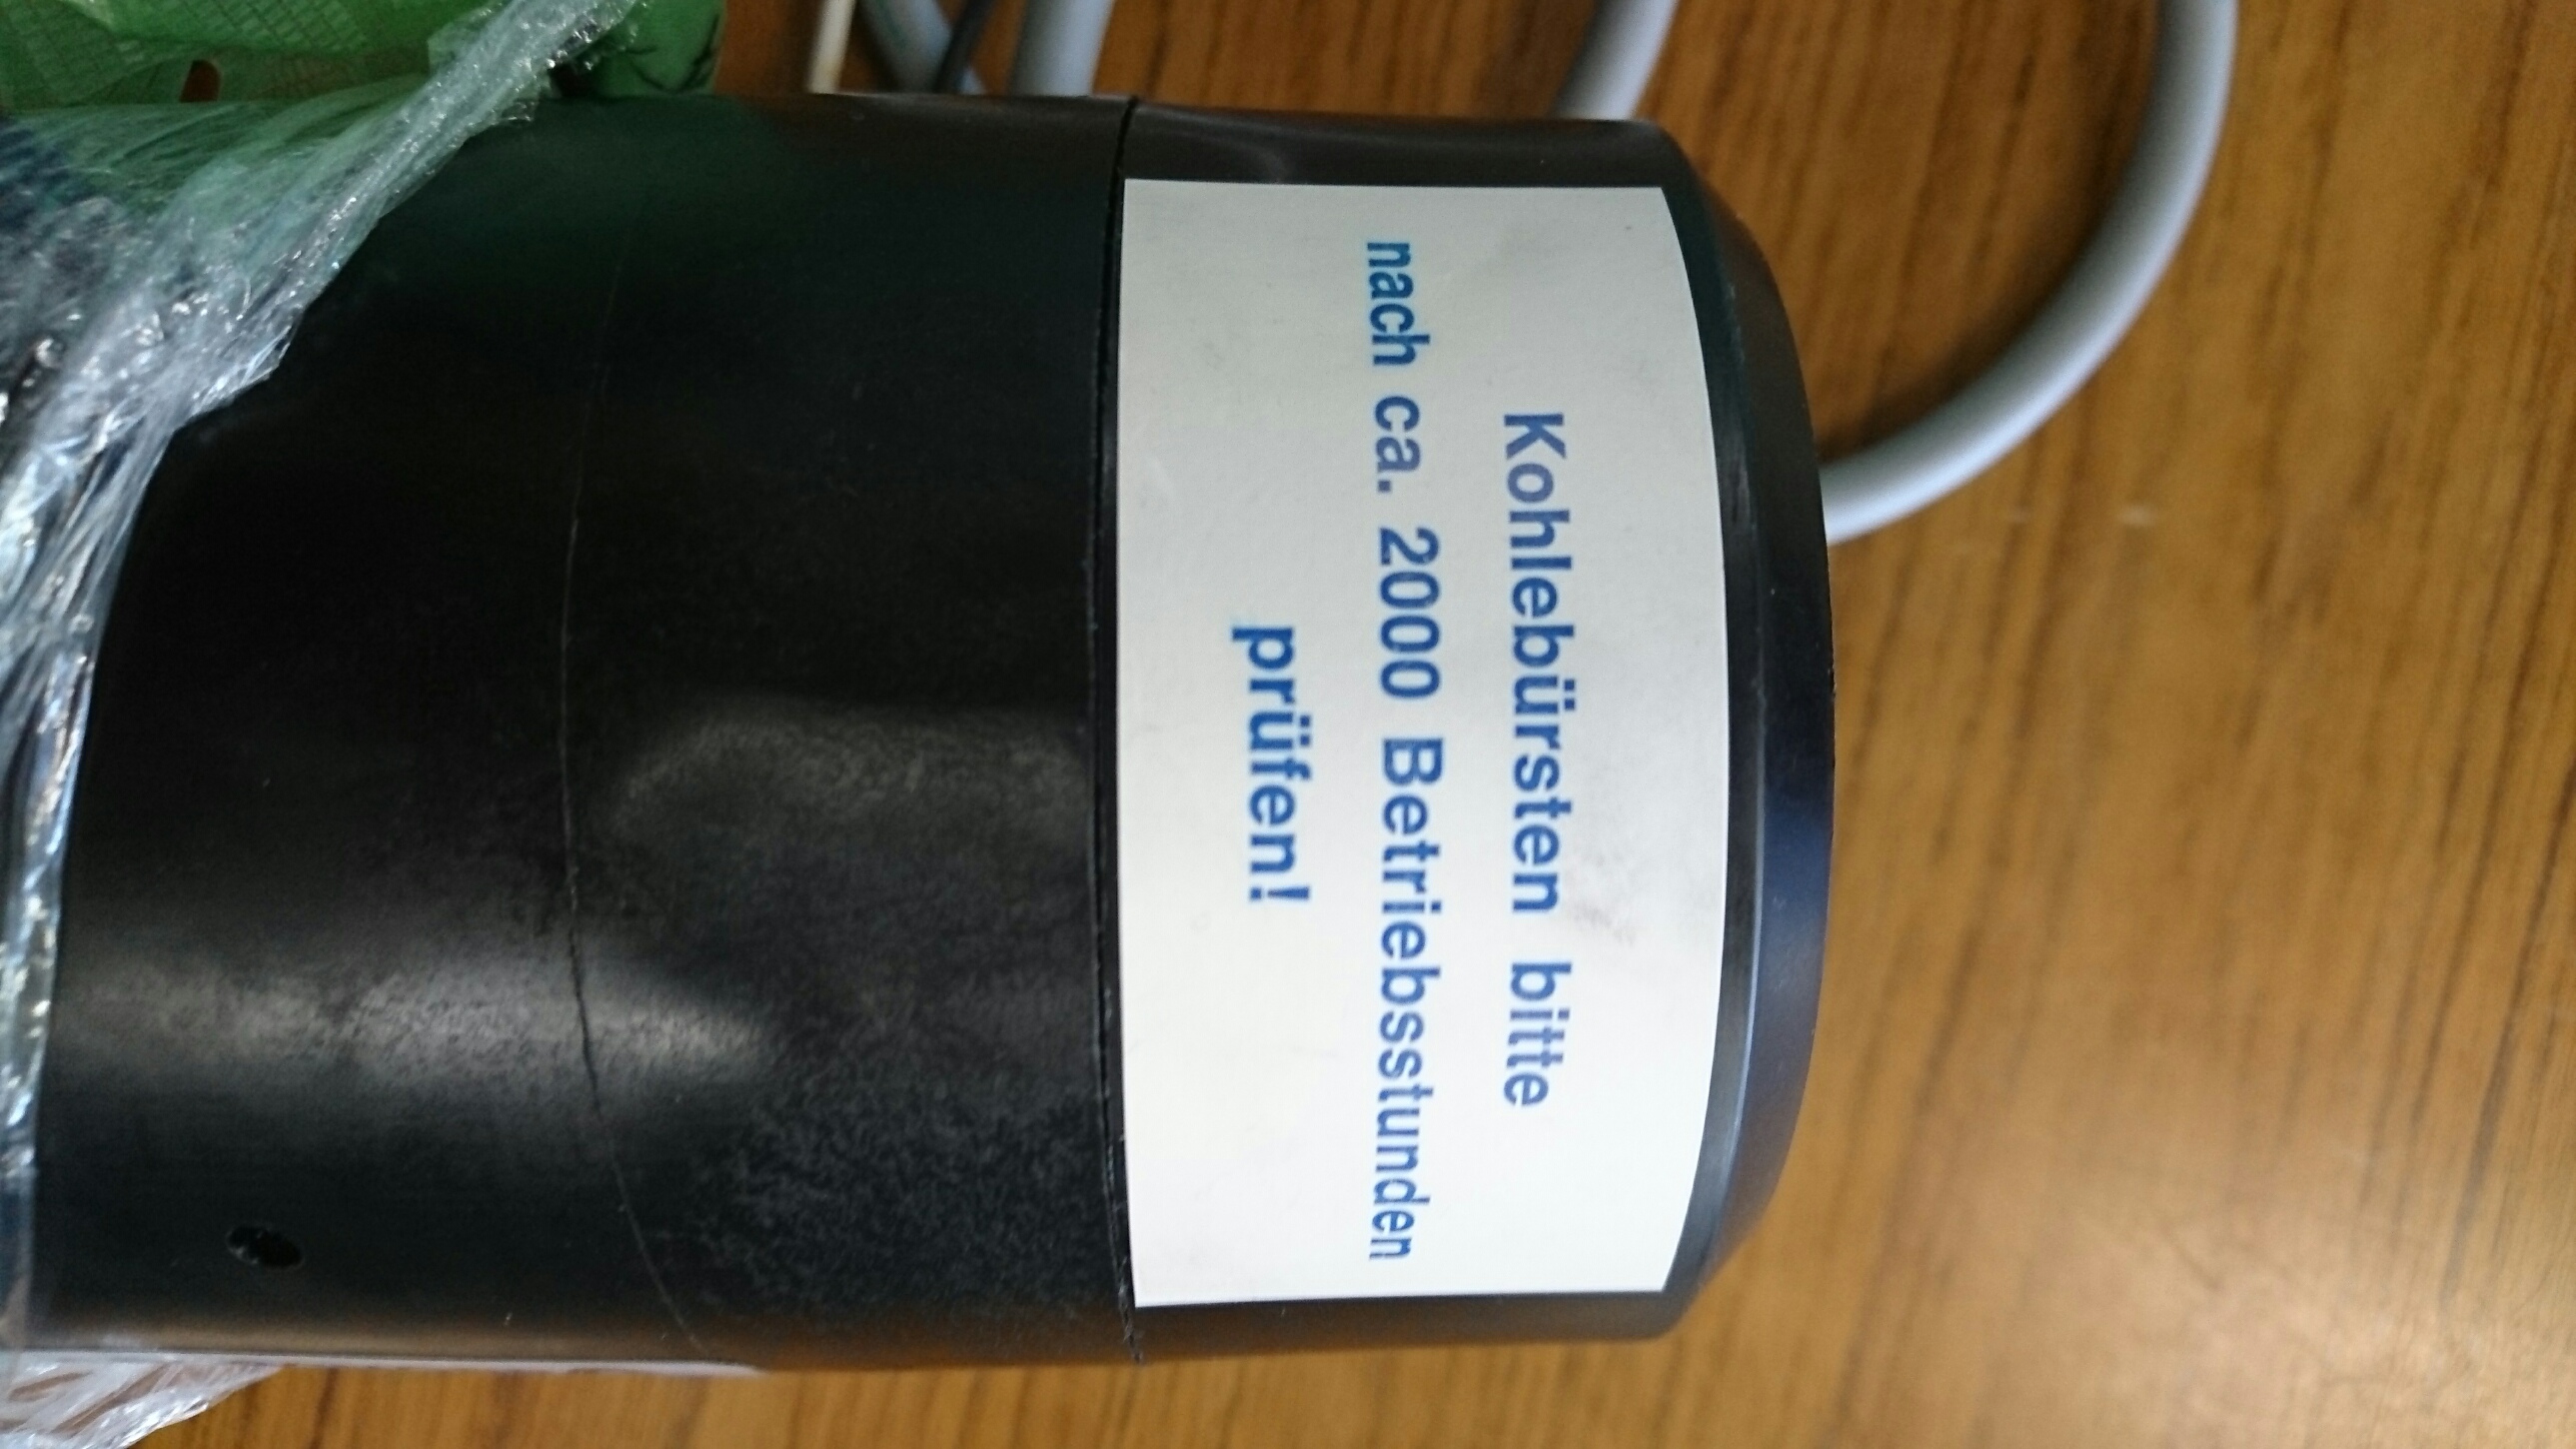 Kohlebürsten bitte
nach ca. 2000 Betriebsstunden
prüfen!